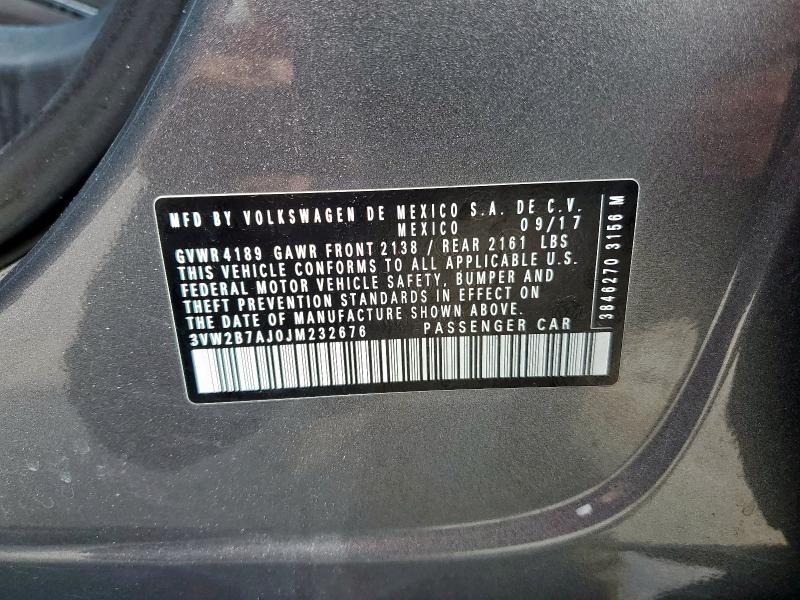 MFD BY VOLKSWAGEN DE MEXICO S.A. DE C.V.
MEXICO 09/17
GVWR 4189 GAWR FRONT 2138 / REAR 2161 LBS
THIS VEHICLE CONFORMS TO ALL APPLICABLE U.S.
FEDERAL MOTOR VEHICLE SAFETY, BUMPER AND
THEFT PREVENTION STANDARDS IN EFFECT ON
THE DATE OF MANUFACTURE SHOWN ABOVE.
3VW2B7AJ0JM232676 PASSENGER CAR
3846270 3156 M